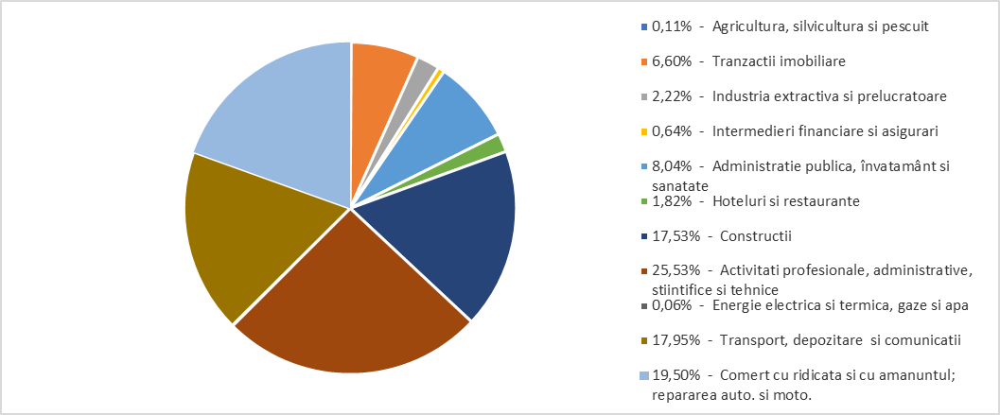 0,11%  -  Agricultura, silvicultura si pescuit
6,60%  -  Tranzactii imobiliare
2,22%  -  Industria extractiva si prelucratoare
0,64%  -  Intermedieri financiare si asigurari
8,04%  -  Administratie publica, învatamânt si
sanatate
1,82%  -  Hoteluri si restaurante
17,53%  -  Constructii
25,53%  -  Activitati profesionale, administrative,
stiintifice si tehnice
0,06%  -  Energie electrica si termica, gaze si apa
17,95%  -  Transport, depozitare  si comunicatii
19,50%  -  Comert cu ridicata si cu amanuntul;
repararea auto. si moto.